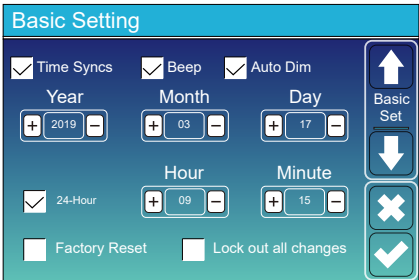 Basic Setting
Time Syncs Beep Auto Dim
Year Month Day
+ 2019 - + 03 - + 17 -
Basic
Set
Hour Minute
24-Hour + 09 - + 15 -
Factory Reset Lock out all changes